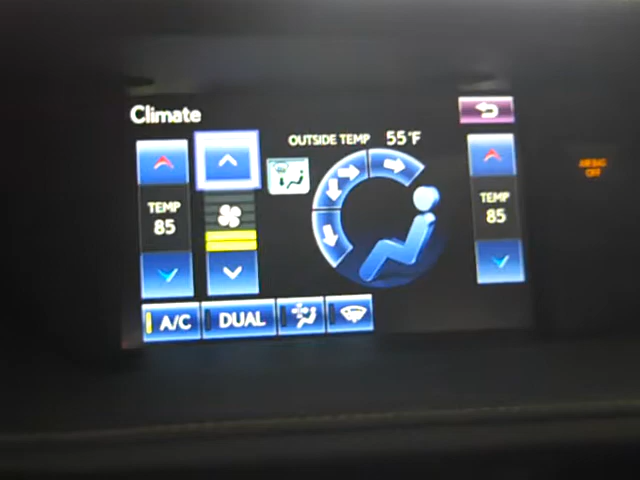 Climate
OUTSIDE TEMP 55°F
TEMP
85
TEMP
85
AIRBAG
OFF
A/C
DUAL